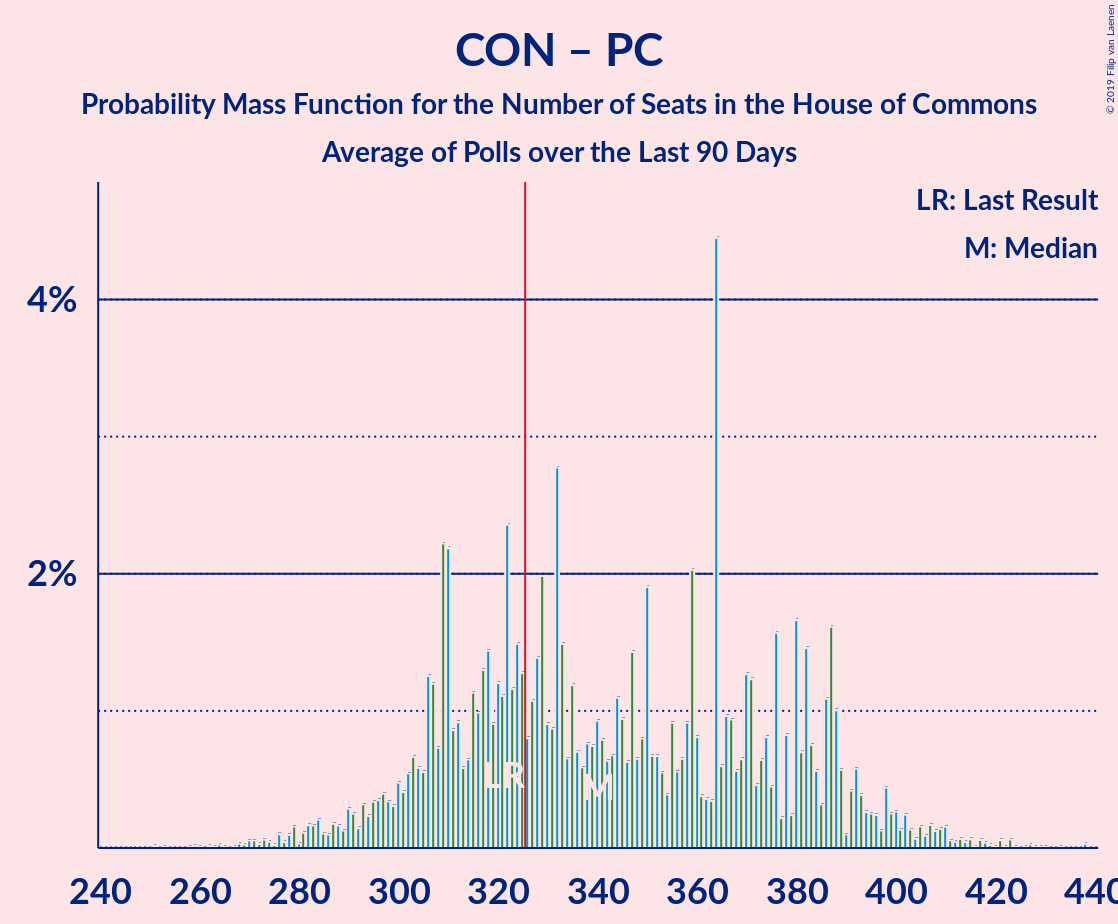 CON – PC
Probability Mass Function for the Number of Seats in the House of Commons
Average of Polls over the Last 90 Days
© 2019 Filip van Laenen
LR: Last Result
M: Median
4%
2%
LR
M
240 260 280 300 320 340 360 380 400 420 440